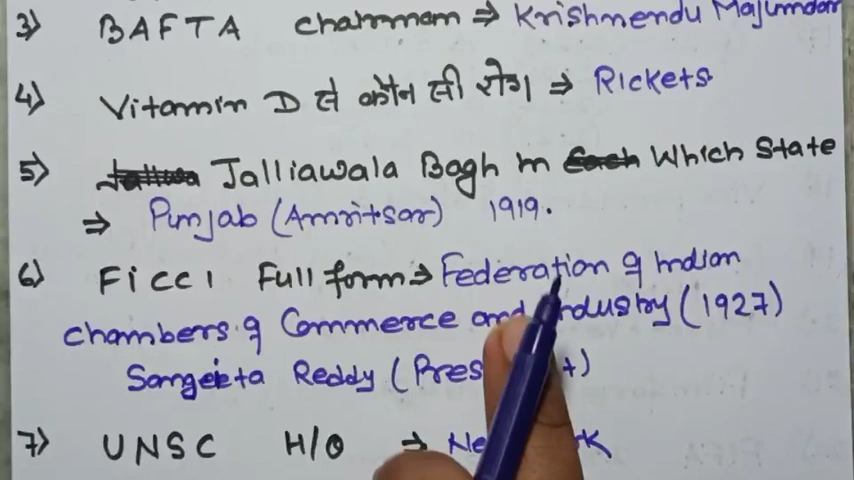 3) BAFTA chairman ⇒ Krishnendu Majumdar
4) Vitamin D से कौन सी रोग ⇒ Rickets
5) Jalliawala Bagh in Which State
⇒ Punjab (Amritsar) 1919.
6) FICCI Full form ⇒ Federation of Indian
chambers of Commerce and Industry (1927)
Sangeeta Reddy (Pres t)
7) UNSC H/O →